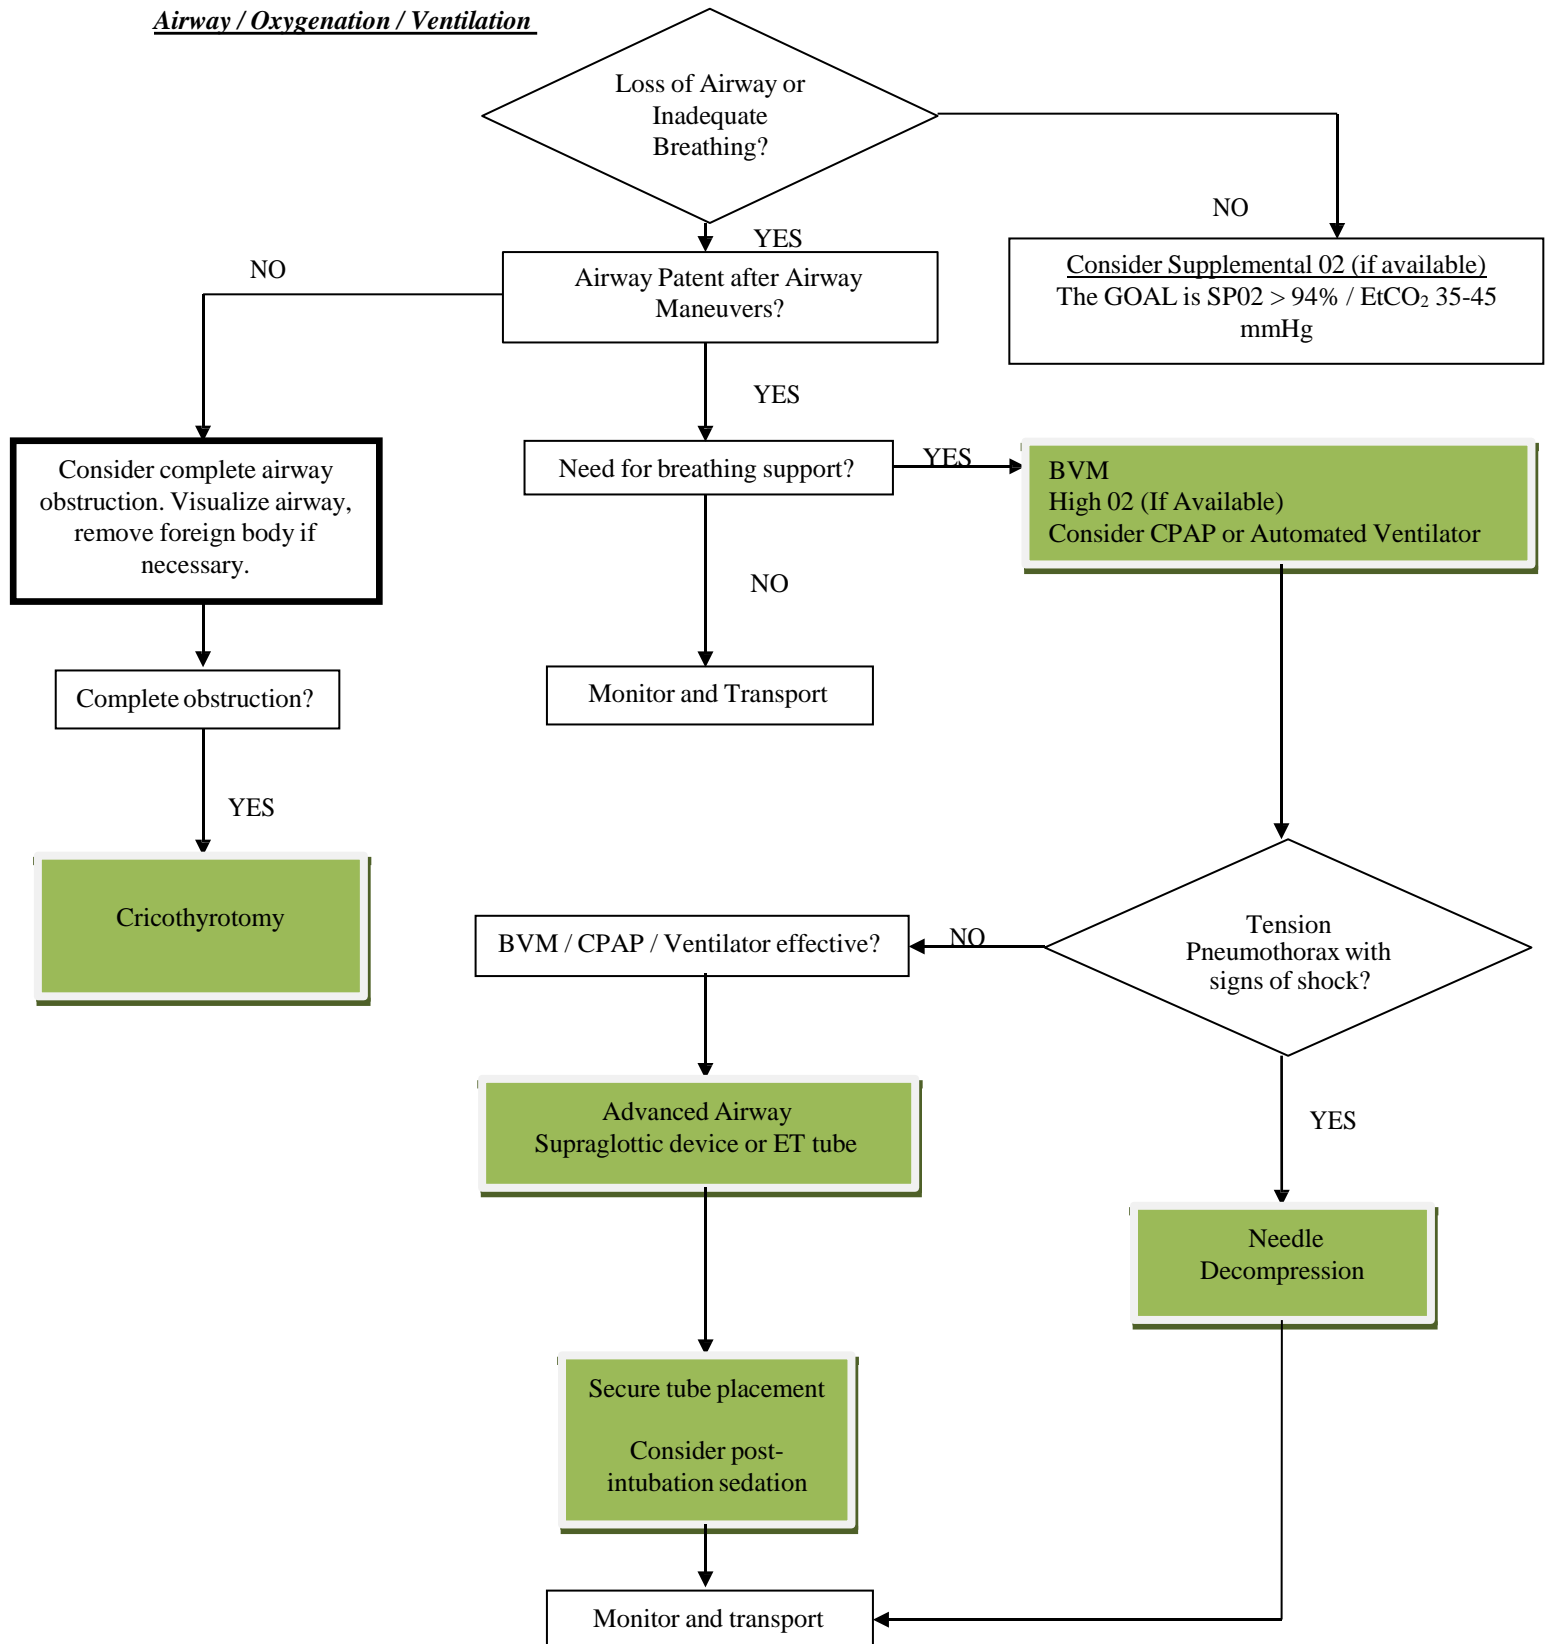 Airway / Oxygenation / Ventilation
Loss of Airway or
Inadequate
Breathing?
NO
YES
Consider Supplemental 02 (if available)
The GOAL is SP02 > 94% / EtCO₂ 35-45
mmHg
NO
Airway Patent after Airway
Maneuvers?
YES
Consider complete airway
obstruction. Visualize airway,
remove foreign body if
necessary.
Need for breathing support?
YES
BVM
High 02 (If Available)
Consider CPAP or Automated Ventilator
NO
Complete obstruction?
Monitor and Transport
YES
Cricothyrotomy
BVM / CPAP / Ventilator effective?
NO
Tension
Pneumothorax with
signs of shock?
Advanced Airway
Supraglottic device or ET tube
YES
Needle
Decompression
Secure tube placement
Consider post-
intubation sedation
Monitor and transport